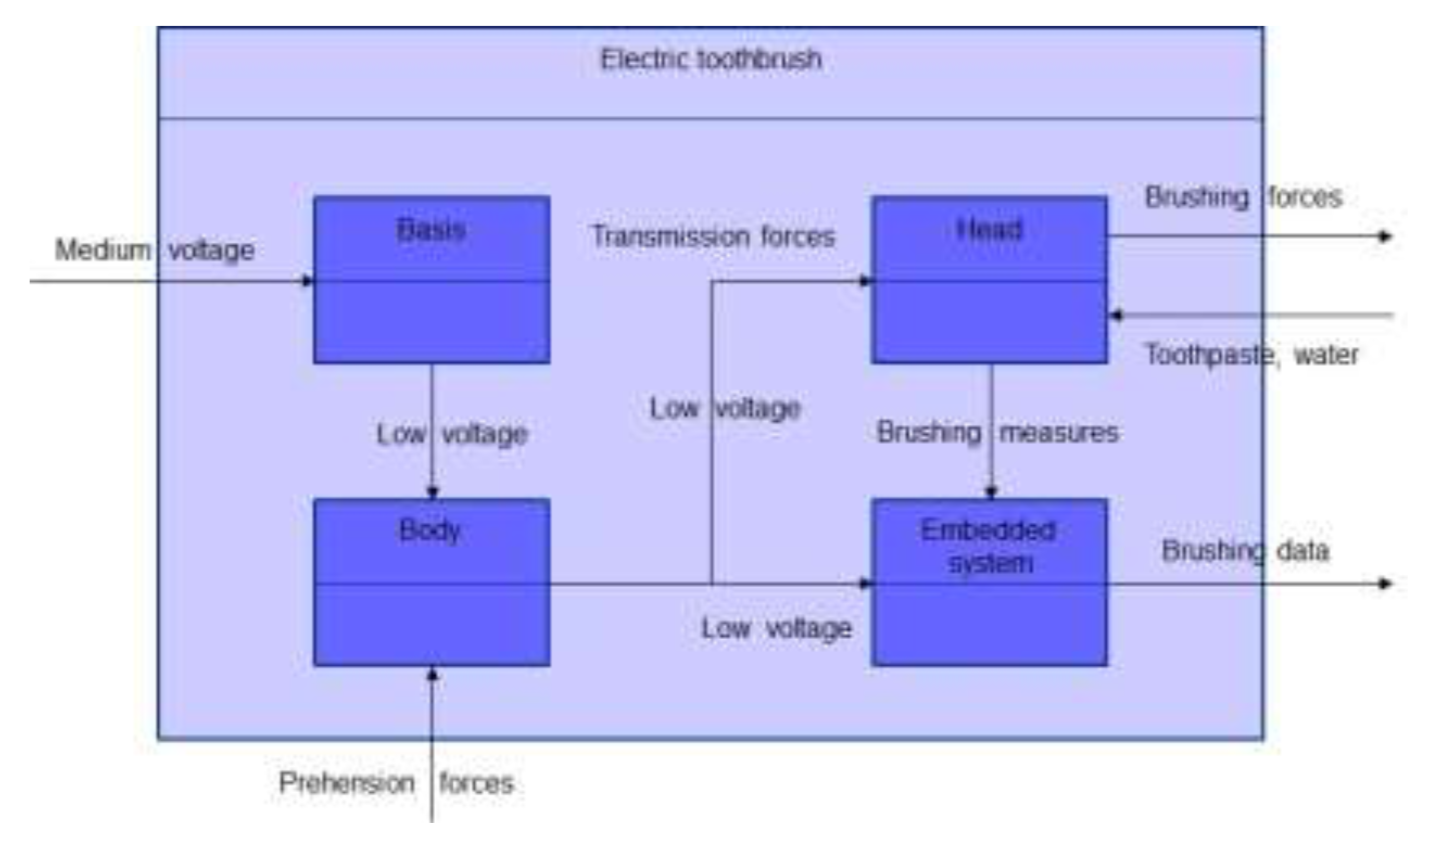 Electric toothbrush
Brushing forces
Basis
Transmission forces
Head
Medium voltage
Toothpaste, water
Low voltage
Low voltage
Brushing measures
Body
Embedded
system
Brushing data
Low voltage
Prehension forces